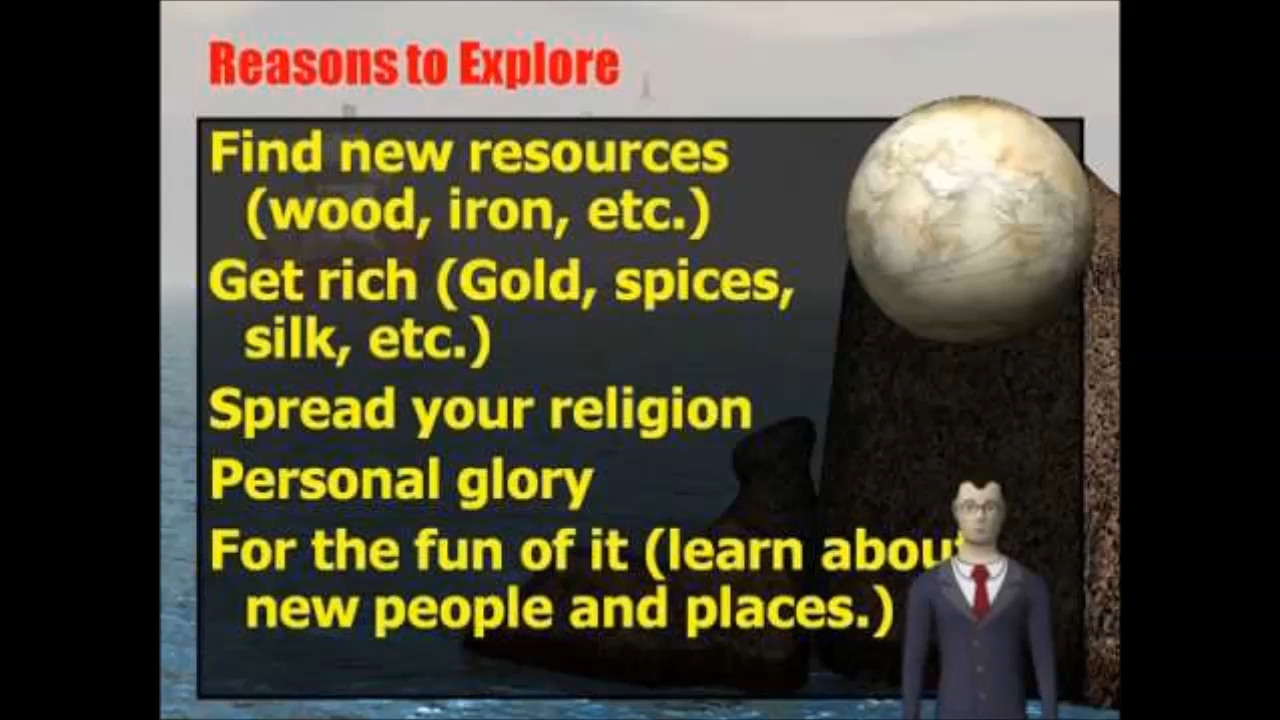 Reasons to Explore
Find new resources
(wood, iron, etc.)
Get rich (Gold, spices,
silk, etc.)
Spread your religion
Personal glory
For the fun of it (learn about
new people and places.)